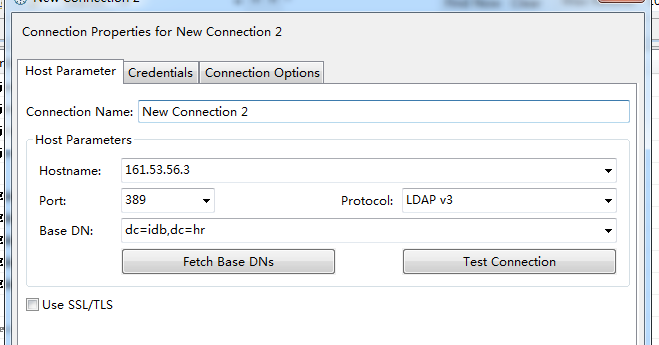 New Connection 2
Connection Properties for New Connection 2
Host Parameter Credentials Connection Options
Connection Name: New Connection 2
Host Parameters
Hostname: 161.53.56.3
Port: 389 Protocol: LDAP v3
Base DN: dc=idb,dc=hr
Fetch Base DNs Test Connection
Use SSL/TLS